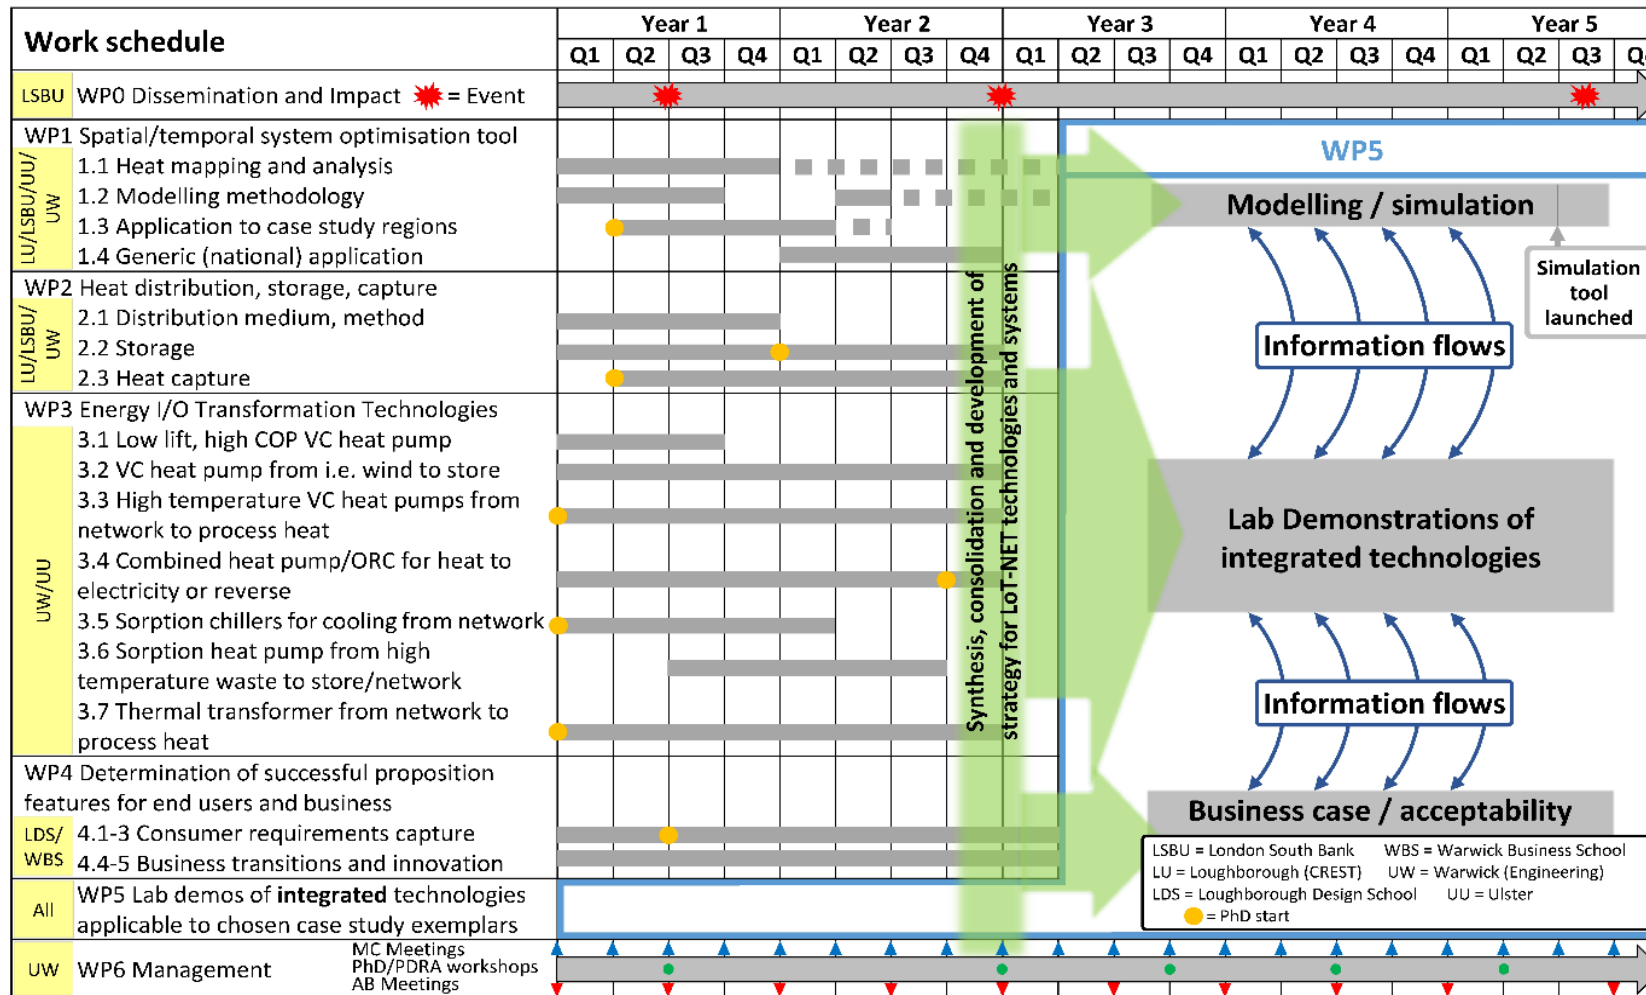 Work schedule
Year 1 Year 2 Year 3 Year 4 Year 5
Q1 Q2 Q3 Q4 Q1 Q2 Q3 Q4 Q1 Q2 Q3 Q4 Q1 Q2 Q3 Q4 Q1 Q2 Q3
LSBU WP0 Dissemination and Impact = Event
WP1 Spatial/temporal system optimisation tool
LU/LSBU/UU/
UW
1.1 Heat mapping and analysis
1.2 Modelling methodology
1.3 Application to case study regions
1.4 Generic (national) application
WP2 Heat distribution, storage, capture
LU/LSBU/
UW
2.1 Distribution medium, method
2.2 Storage
2.3 Heat capture
WP3 Energy I/O Transformation Technologies
UW/UU
3.1 Low lift, high COP VC heat pump
3.2 VC heat pump from i.e. wind to store
3.3 High temperature VC heat pumps from
network to process heat
3.4 Combined heat pump/ORC for heat to
electricity or reverse
3.5 Sorption chillers for cooling from network
3.6 Sorption heat pump from high
temperature waste to store/network
3.7 Thermal transformer from network to
process heat
WP4 Determination of successful proposition
features for end users and business
LDS/
WBS
4.1-3 Consumer requirements capture
4.4-5 Business transitions and innovation
All
WP5 Lab demos of integrated technologies
applicable to chosen case study exemplars
UW WP6 Management
MC Meetings
PhD/PDRA workshops
AB Meetings
Synthesis, consolidation and development of
strategy for LoT-NET technologies and systems
WP5
Modelling / simulation
Simulation
tool
launched
Information flows
Lab Demonstrations of
integrated technologies
Information flows
Business case / acceptability
LSBU = London South Bank WBS = Warwick Business School
LU = Loughborough (CREST) UW = Warwick (Engineering)
LDS = Loughborough Design School UU = Ulster
= PhD start